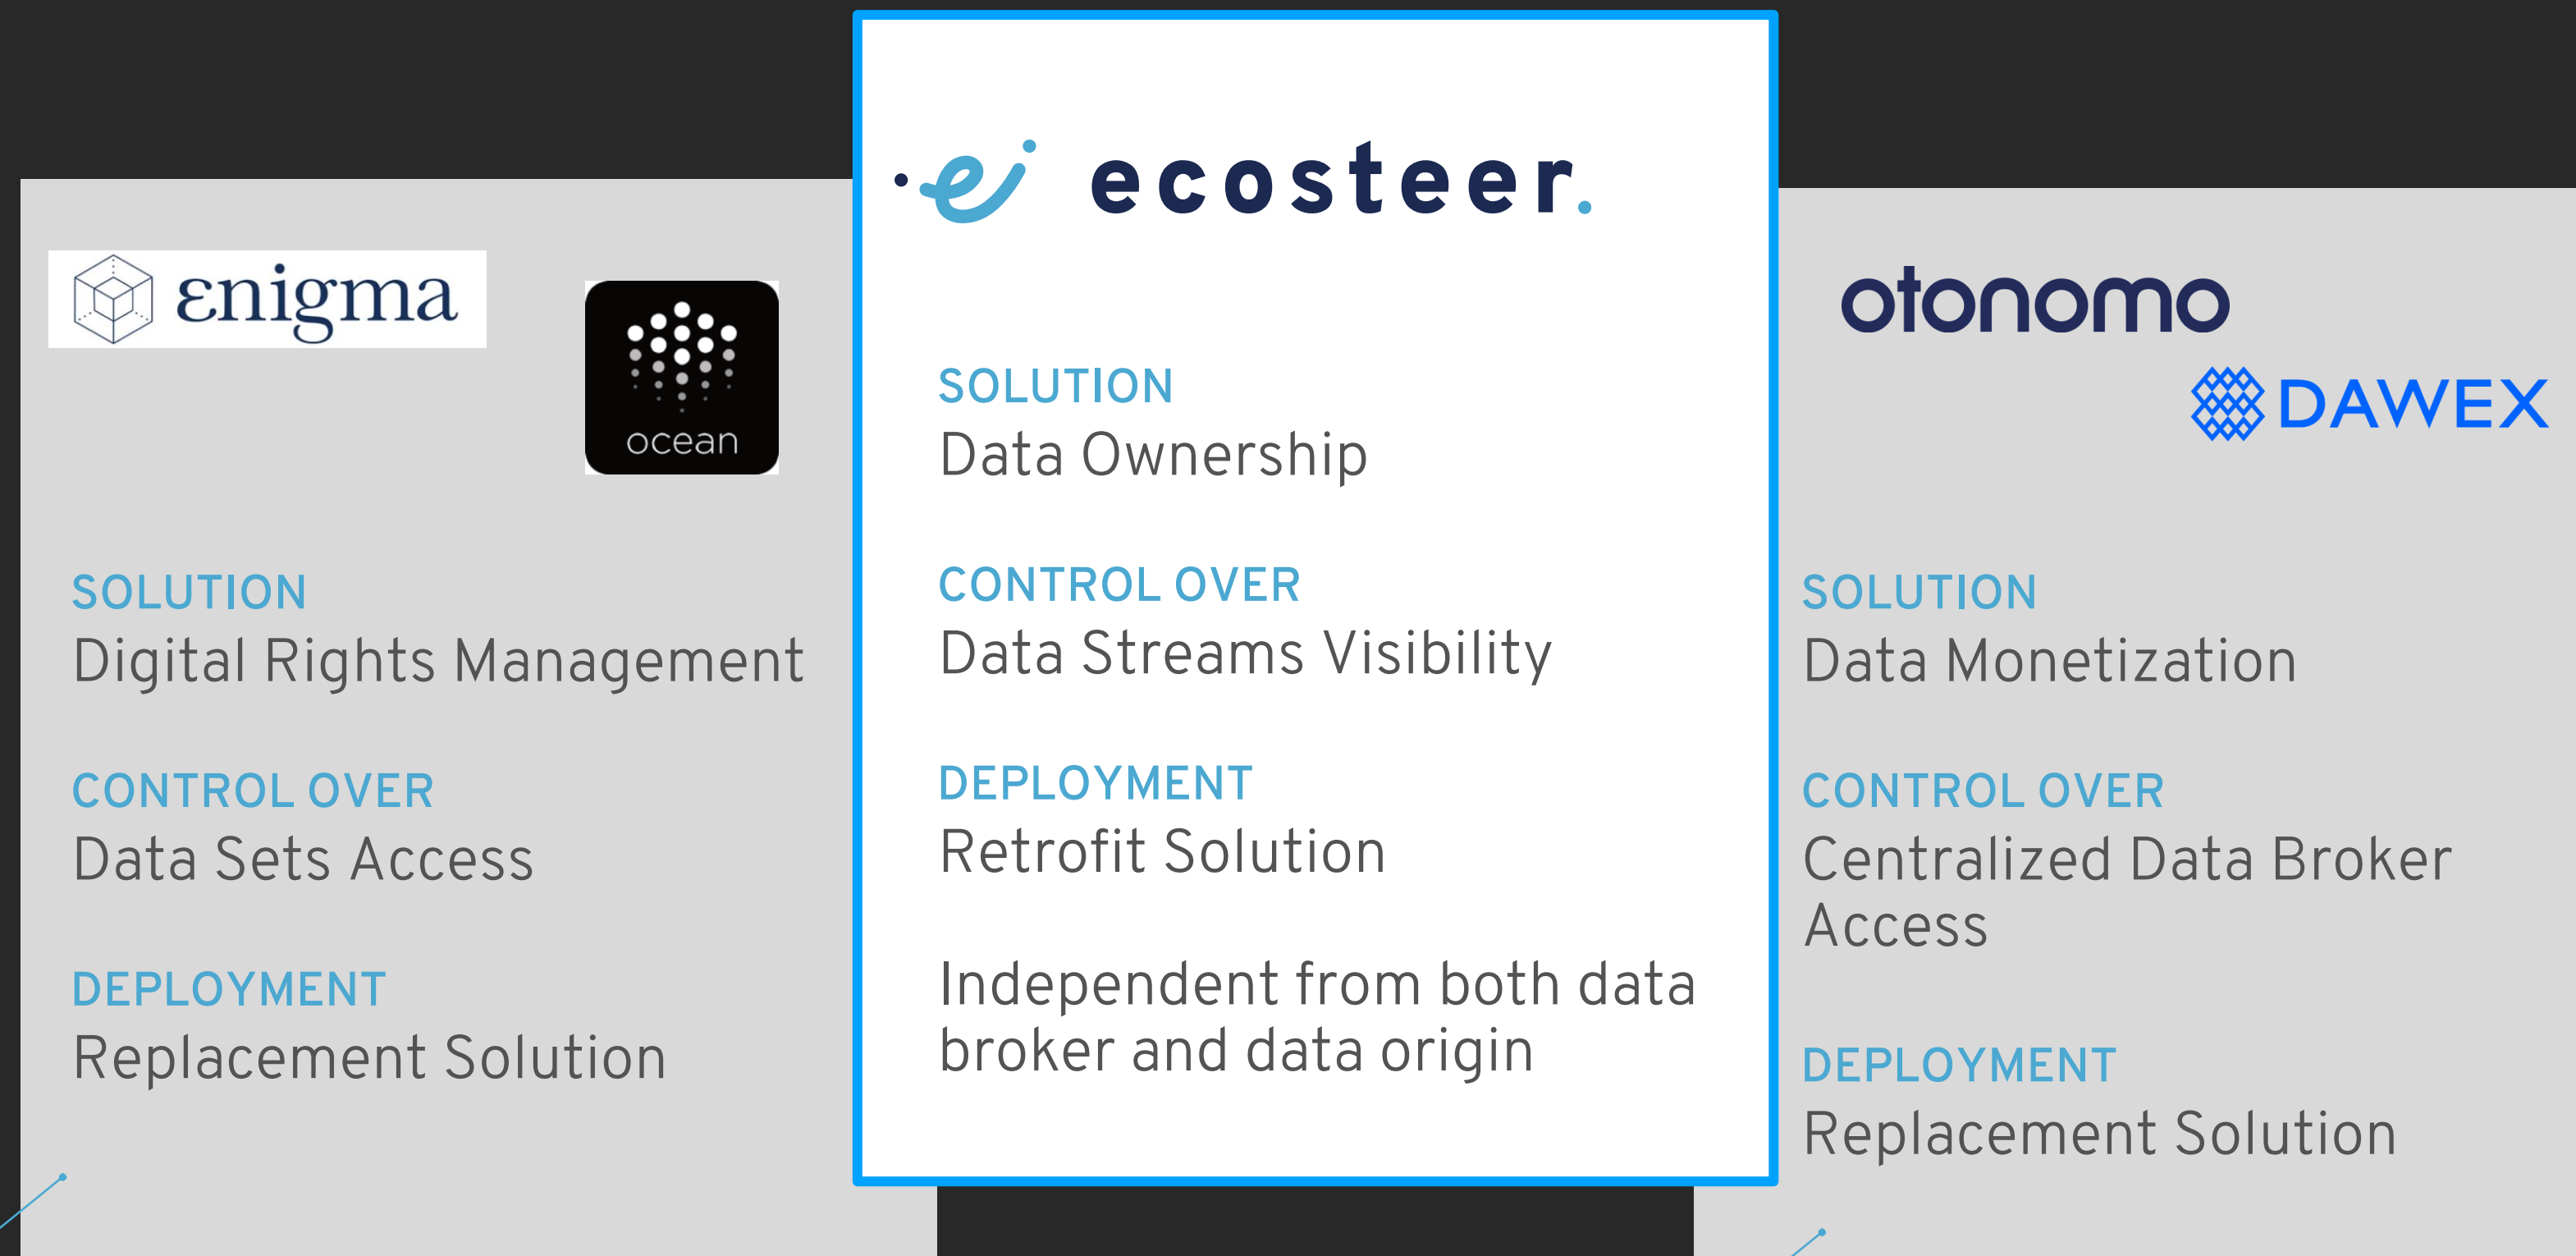 εnigma
ocean
SOLUTION
Digital Rights Management
CONTROL OVER
Data Sets Access
DEPLOYMENT
Replacement Solution
ecosteer.
SOLUTION
Data Ownership
CONTROL OVER
Data Streams Visibility
DEPLOYMENT
Retrofit Solution
Independent from both data
broker and data origin
otonomo
DAWEX
SOLUTION
Data Monetization
CONTROL OVER
Centralized Data Broker
Access
DEPLOYMENT
Replacement Solution